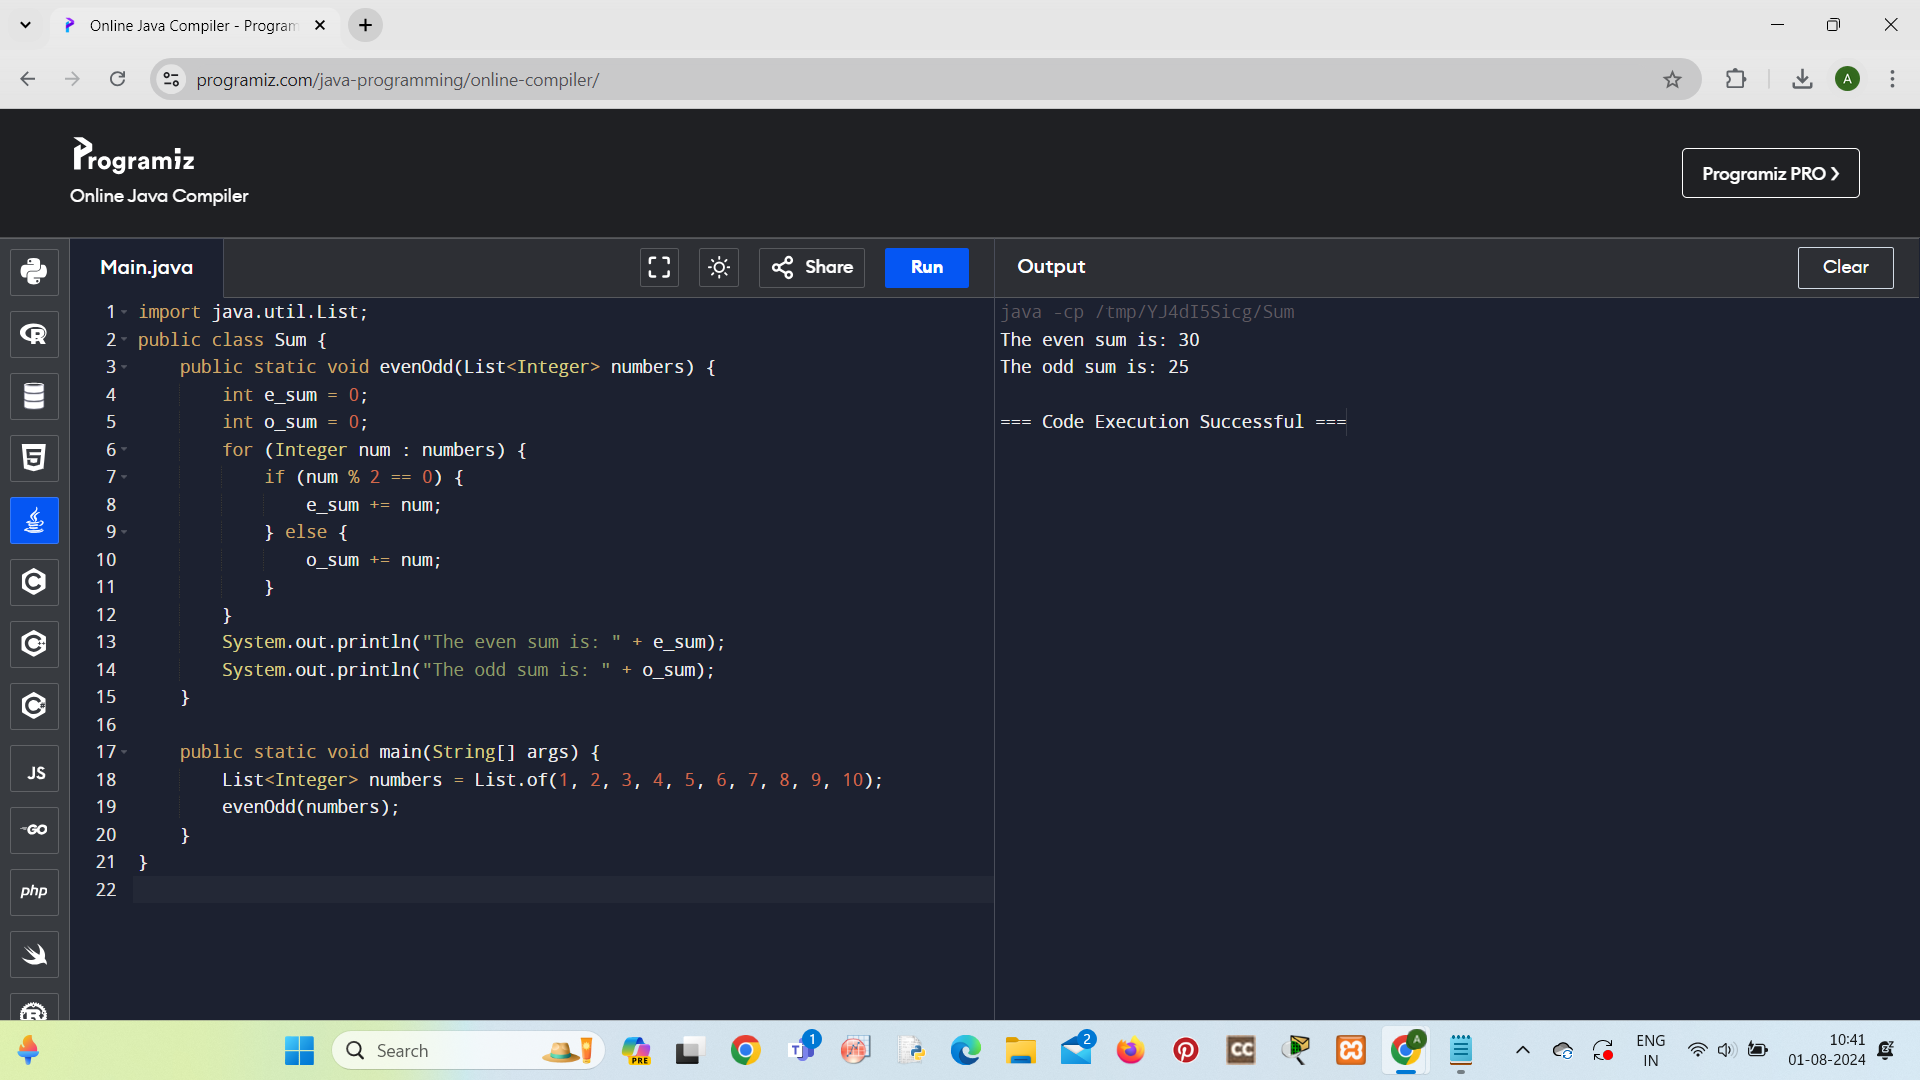 Online Java Compiler - Program
programiz.com/java-programming/online-compiler/
A
Programiz
Online Java Compiler
Programiz PRO
Main.java
Share
Run
Output
Clear
1 import java.util.List;
2 public class Sum {
3 public static void evenOdd(List<Integer> numbers) {
4 int e_sum = 0;
5 int o_sum = 0;
6 for (Integer num : numbers) {
7 if (num % 2 == 0) {
8 e_sum += num;
9 } else {
10 o_sum += num;
11 }
12 }
13 System.out.println("The even sum is: " + e_sum);
14 System.out.println("The odd sum is: " + o_sum);
15 }
16
17 public static void main(String[] args) {
18 List<Integer> numbers = List.of(1, 2, 3, 4, 5, 6, 7, 8, 9, 10);
19 evenOdd(numbers);
20 }
21 }
22
java -cp /tmp/YJ4dI5Sicg/Sum
The even sum is: 30
The odd sum is: 25
=== Code Execution Successful ===
R
C
C
C
JS
GO
php
R
Search
PRE
T
1
2
CC
A
ENG
IN
10:41
01-08-2024